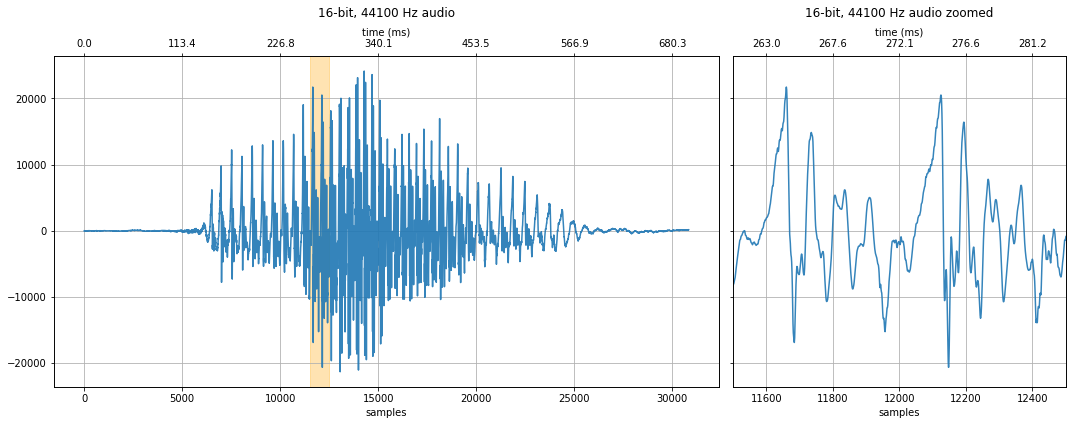 16-bit, 44100 Hz audio
time (ms)
0.0 113.4 226.8 340.1 453.5 566.9 680.3
20000
10000
0
−10000
−20000
0 5000 10000 15000 20000 25000 30000
samples
16-bit, 44100 Hz audio zoomed
time (ms)
263.0 267.6 272.1 276.6 281.2
11600 11800 12000 12200 12400
samples